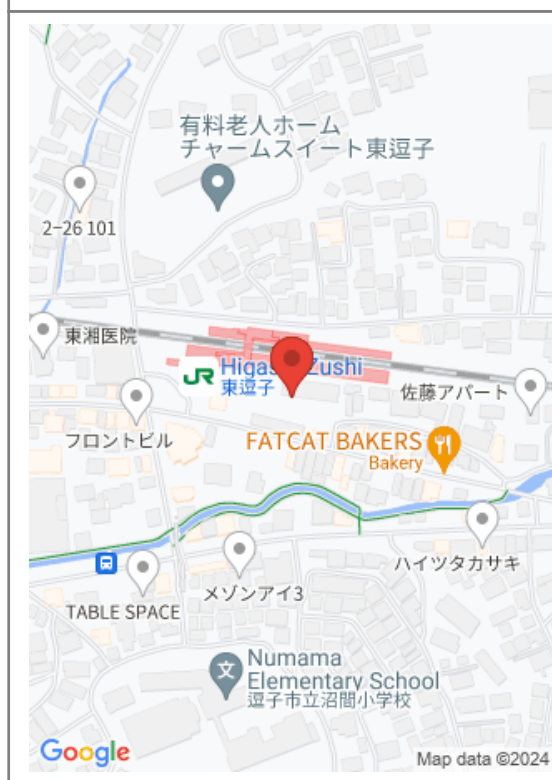 有料老人ホーム
チャームスイート東逗子
2-26 101
東湘医院
JR
Higas Zushi
東逗子
佐藤アパート
フロントビル
FATCAT BAKERS
Bakery
ハイツタカサキ
メゾンアイ3
TABLE SPACE
文
Numama
Elementary School
逗子市立沼間小学校
Google
Map data ©2024